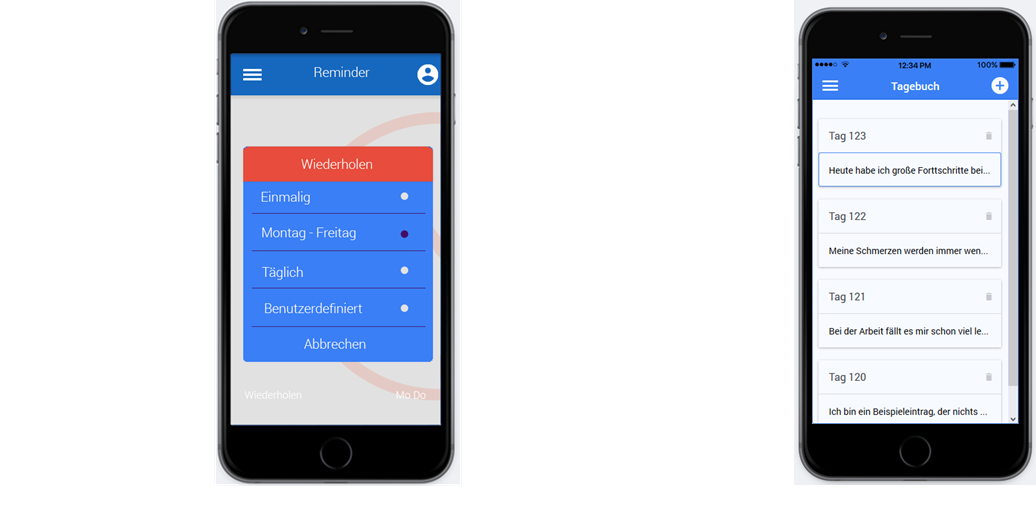 Reminder
Wiederholen
Einmalig
Montag - Freitag
Täglich
Benutzerdefiniert
Abbrechen
Wiederholen Mo Do
12:34 PM 100%
Tagebuch
Tag 123
Heute habe ich große Forttschritte bei...
Tag 122
Meine Schmerzen werden immer wen...
Tag 121
Bei der Arbeit fällt es mir schon viel le...
Tag 120
Ich bin ein Beispieleintrag, der nichts ...